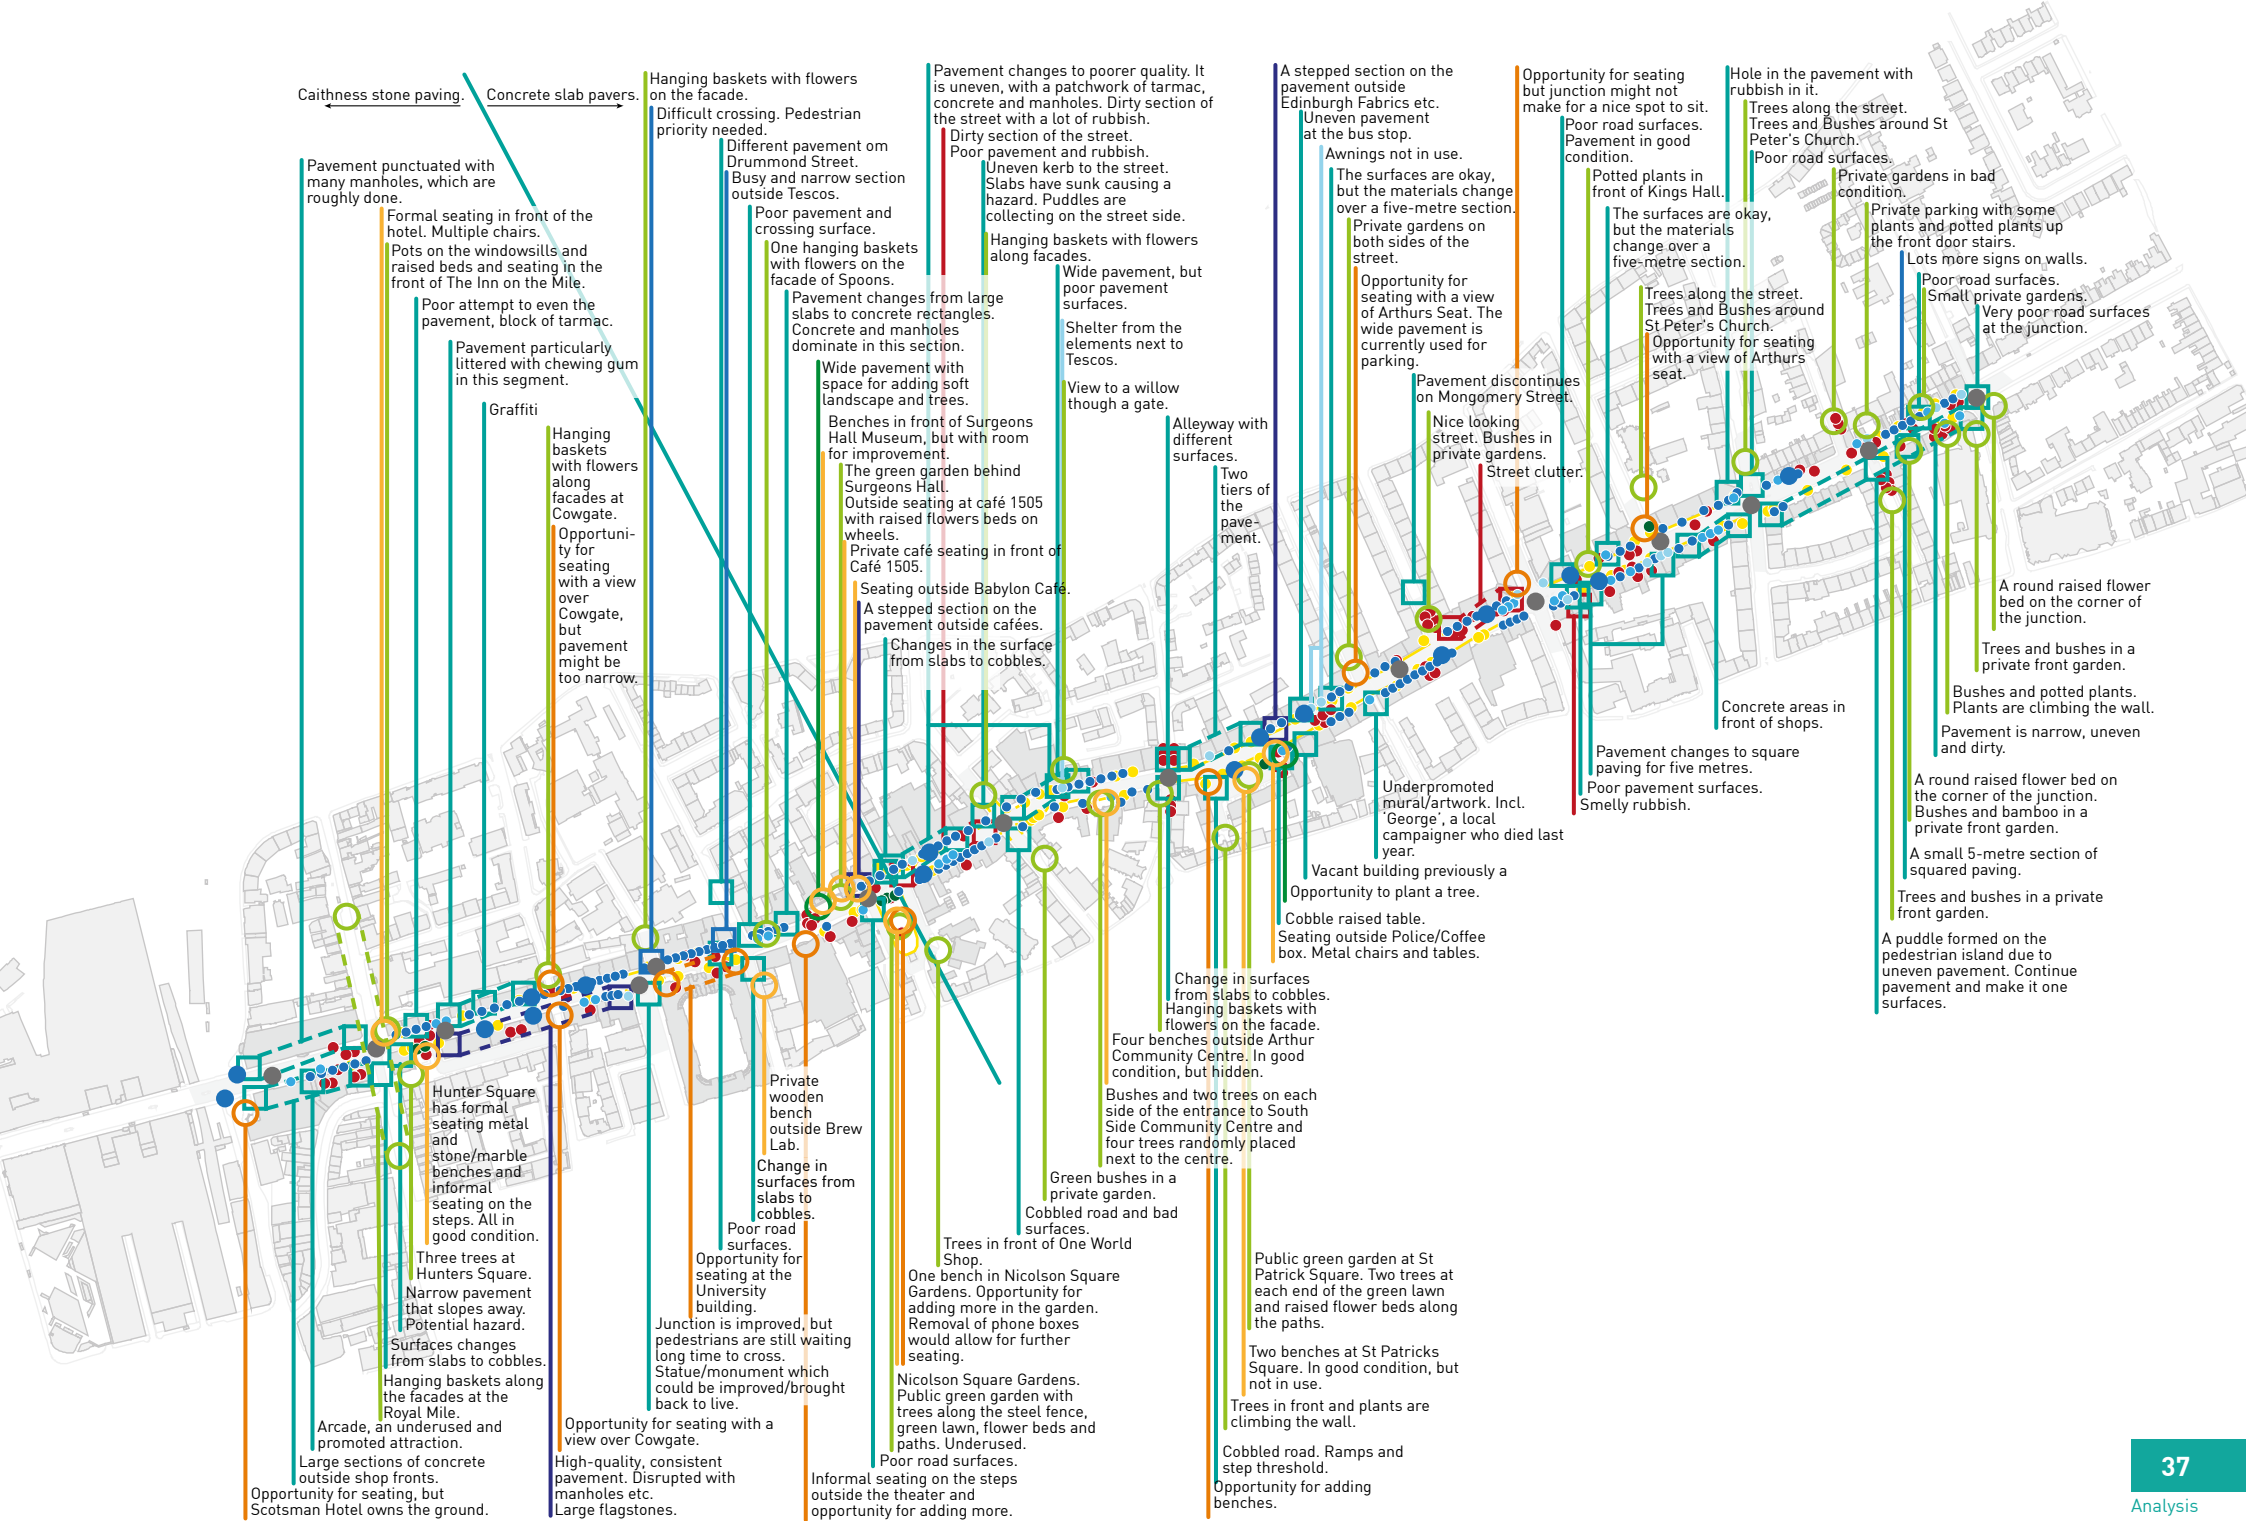 Caithness stone paving.
Concrete slab pavers.
Pavement punctuated with
many manholes, which are
roughly done.
Formal seating in front of the
hotel. Multiple chairs.
Pots on the windowsills and
raised beds and seating in the
front of The Inn on the Mile.
Poor attempt to even the
pavement, block of tarmac.
Pavement particularly
littered with chewing gum
in this segment.
Graffiti
Hanging
baskets
with flowers
along
facades at
Cowgate.
Opportuni-
ty for
seating
with a view
over
Cowgate,
but
pavement
might be
too narrow.
Hanging baskets with flowers
on the facade.
Difficult crossing. Pedestrian
priority needed.
Different pavement om
Drummond Street.
Busy and narrow section
outside Tescos.
Poor pavement and
crossing surface.
One hanging baskets
with flowers on the
facade of Spoons.
Pavement changes from large
slabs to concrete rectangles.
Concrete and manholes
dominate in this section.
Wide pavement with
space for adding soft
landscape and trees.
Benches in front of Surgeons
Hall Museum, but with room
for improvement.
The green garden behind
Surgeons Hall.
Outside seating at café 1505
with raised flowers beds on
wheels.
Private café seating in front of
Café 1505.
Seating outside Babylon Café.
A stepped section on the
pavement outside cafées.
Changes in the surface
from slabs to cobbles.
Pavement changes to poorer quality. It
is uneven, with a patchwork of tarmac,
concrete and manholes. Dirty section of
the street with a lot of rubbish.
Dirty section of the street.
Poor pavement and rubbish.
Uneven kerb to the street.
Slabs have sunk causing a
hazard. Puddles are
collecting on the street side.
Hanging baskets with flowers
along facades.
Wide pavement, but
poor pavement
surfaces.
Shelter from the
elements next to
Tescos.
View to a willow
though a gate.
Alleyway with
different
surfaces.
Two
tiers of
the
pave-
ment.
A stepped section on the
pavement outside
Edinburgh Fabrics etc.
Uneven pavement
at the bus stop.
Awnings not in use.
The surfaces are okay,
but the materials change
over a five-metre section.
Private gardens on
both sides of the
street.
Opportunity for
seating with a view
of Arthurs Seat. The
wide pavement is
currently used for
parking.
Pavement discontinues
on Mongomery Street.
Nice looking
street. Bushes in
private gardens.
Street clutter.
Opportunity for seating
but junction might not
make for a nice spot to sit.
Poor road surfaces.
Pavement in good
condition.
Potted plants in
front of Kings Hall.
The surfaces are okay,
but the materials
change over a
five-metre section.
Trees along the street.
Trees and Bushes around
St Peter's Church.
Opportunity for seating
with a view of Arthurs
seat.
Hole in the pavement with
rubbish in it.
Trees along the street.
Trees and Bushes around St
Peter's Church.
Poor road surfaces.
Private gardens in bad
condition.
Private parking with some
plants and potted plants up
the front door stairs.
Lots more signs on walls.
Poor road surfaces.
Small private gardens.
Very poor road surfaces
at the junction.
A round raised flower
bed on the corner of
the junction.
Trees and bushes in a
private front garden.
Bushes and potted plants.
Plants are climbing the wall.
Pavement is narrow, uneven
and dirty.
A round raised flower bed on
the corner of the junction.
Bushes and bamboo in a
private front garden.
A small 5-metre section of
squared paving.
Trees and bushes in a private
front garden.
A puddle formed on the
pedestrian island due to
uneven pavement. Continue
pavement and make it one
surfaces.
Concrete areas in
front of shops.
Pavement changes to square
paving for five metres.
Poor pavement surfaces.
Smelly rubbish.
Underpromoted
mural/artwork. Incl.
'George', a local
campaigner who died last
year.
Vacant building previously a
Opportunity to plant a tree.
Cobble raised table.
Seating outside Police/Coffee
box. Metal chairs and tables.
Change in surfaces
from slabs to cobbles.
Hanging baskets with
flowers on the facade.
Four benches outside Arthur
Community Centre. In good
condition, but hidden.
Bushes and two trees on each
side of the entrance to South
Side Community Centre and
four trees randomly placed
next to the centre.
Green bushes in a
private garden.
Cobbled road and bad
surfaces.
Trees in front of One World
Shop.
One bench in Nicolson Square
Gardens. Opportunity for
adding more in the garden.
Removal of phone boxes
would allow for further
seating.
Nicolson Square Gardens.
Public green garden with
trees along the steel fence,
green lawn, flower beds and
paths. Underused.
Poor road surfaces.
Informal seating on the steps
outside the theater and
opportunity for adding more.
Public green garden at St
Patrick Square. Two trees at
each end of the green lawn
and raised flower beds along
the paths.
Two benches at St Patricks
Square. In good condition, but
not in use.
Trees in front and plants are
climbing the wall.
Cobbled road. Ramps and
step threshold.
Opportunity for adding
benches.
Private
wooden
bench
outside Brew
Lab.
Change in
surfaces from
slabs to
cobbles.
Poor road
surfaces.
Opportunity for
seating at the
University
building.
Junction is improved, but
pedestrians are still waiting
long time to cross.
Statue/monument which
could be improved/brought
back to live.
Opportunity for seating with a
view over Cowgate.
High-quality, consistent
pavement. Disrupted with
manholes etc.
Large flagstones.
Hunter Square
has formal
seating metal
and
stone/marble
benches and
informal
seating on the
steps. All in
good condition.
Three trees at
Hunters Square.
Narrow pavement
that slopes away.
Potential hazard.
Surfaces changes
from slabs to cobbles.
Hanging baskets along
the facades at the
Royal Mile.
Arcade, an underused and
promoted attraction.
Large sections of concrete
outside shop fronts.
Opportunity for seating, but
Scotsman Hotel owns the ground.
37
Analysis